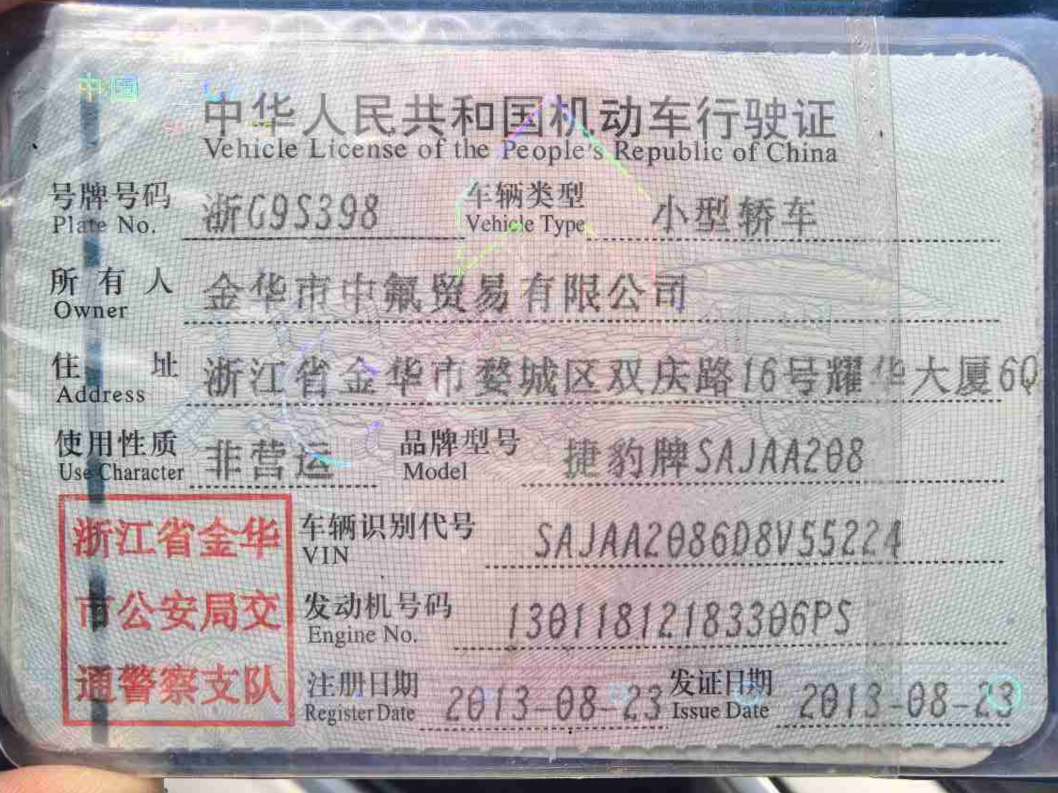 中华人民共和国机动车行驶证
Vehicle License of the People's Republic of China
号牌号码 浙G9S398 车辆类型 小型轿车
Plate No. Vehicle Type
所有人 金华市中氟贸易有限公司
Owner
住址 浙江省金华市婺城区双庆路16号耀华大厦6Q
Address
使用性质 非营运 品牌型号 捷豹牌SAJAA208
Use Character Model
浙江省金华
市公安局交
通警察支队
车辆识别代号 SAJAA2086D8V55224
VIN
发动机号码 13011812183306PS
Engine No.
注册日期 2013-08-23 发证日期 2013-08-23
Register Date Issue Date